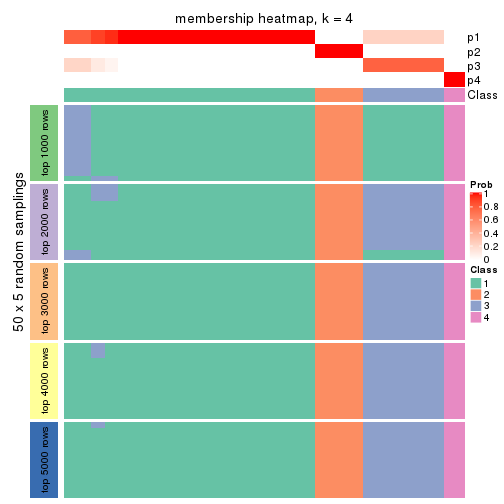 membership heatmap, k = 4
p1
p2
p3
p4
Class
50 x 5 random samplings
top 1000 rows
top 2000 rows
top 3000 rows
top 4000 rows
top 5000 rows
Prob
1
0.8
0.6
0.4
0.2
0
Class
1
2
3
4